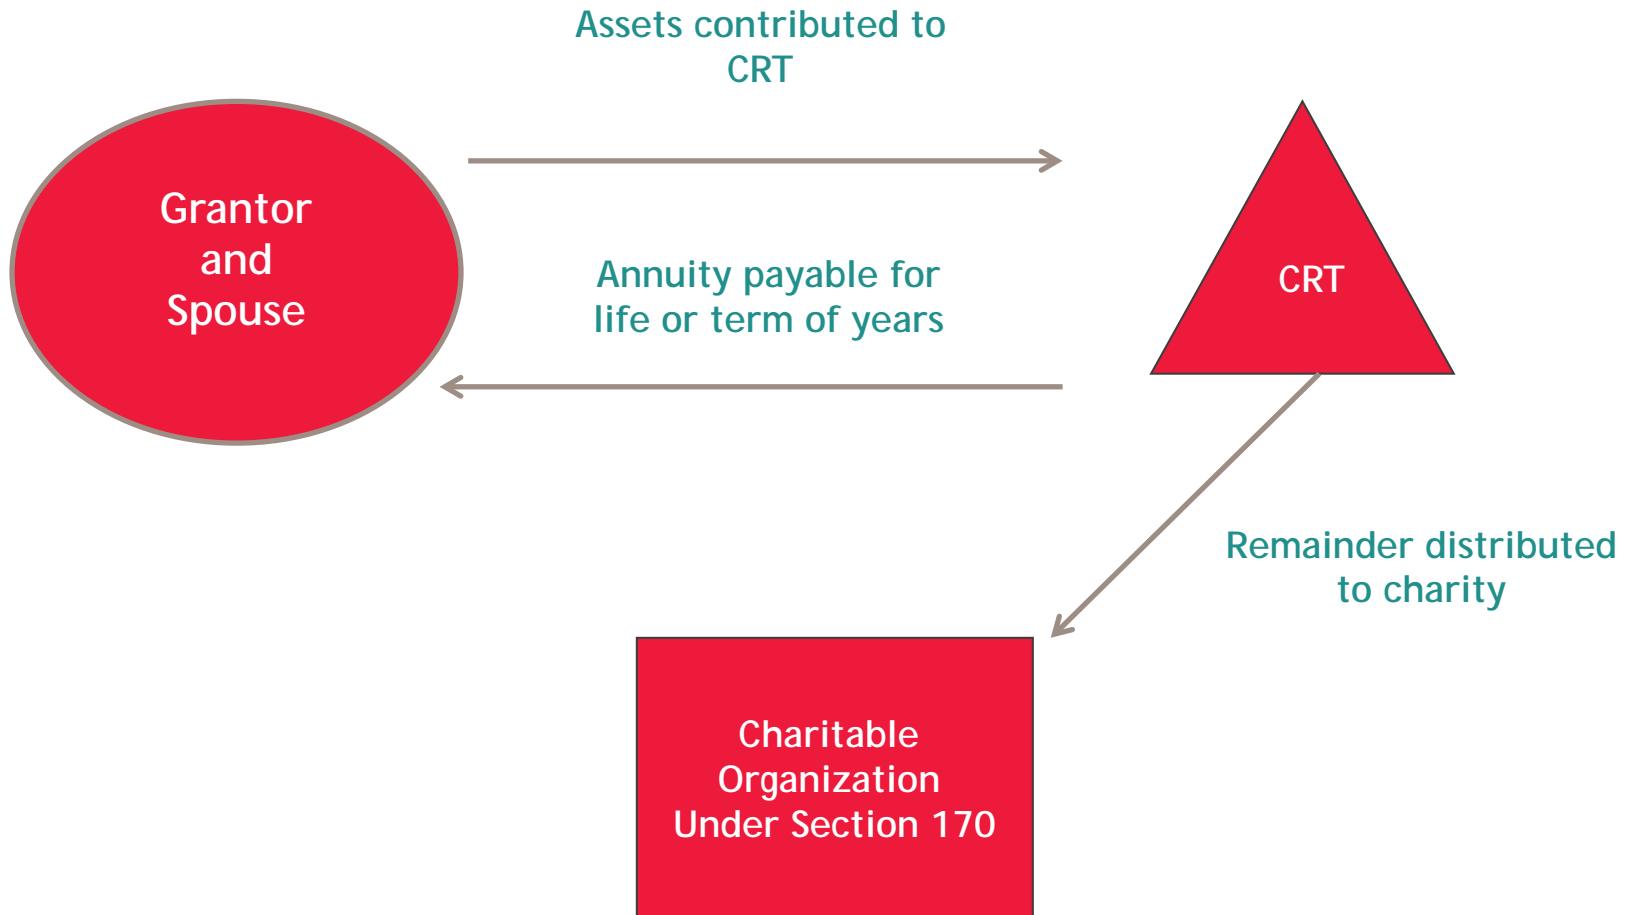 Assets contributed to
CRT
Grantor
and
Spouse
Annuity payable for
life or term of years
CRT
Remainder distributed
to charity
Charitable
Organization
Under Section 170